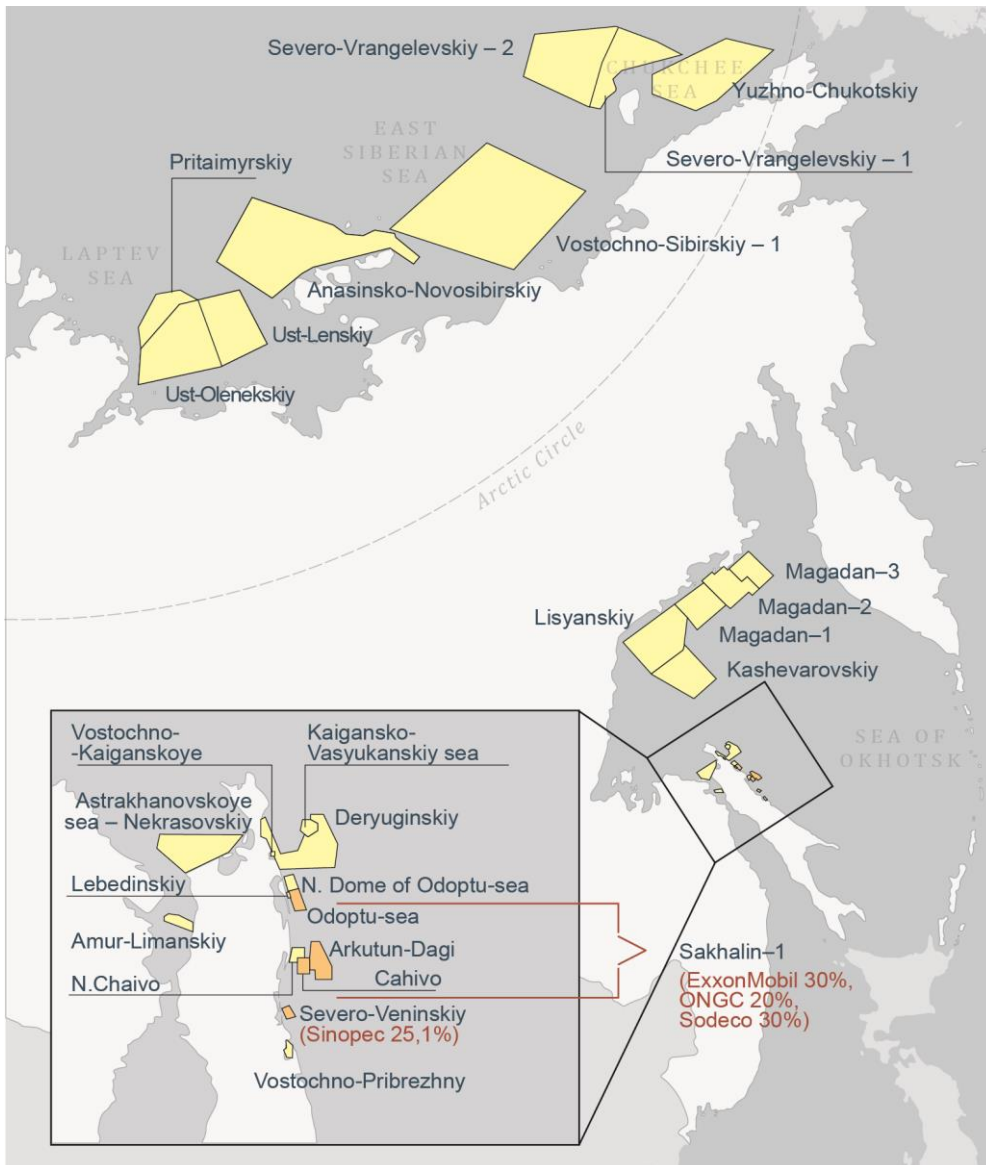 Severo-Vrangelevskiy – 2
CHUKCHEE
SEA
Yuzhno-Chukotskiy
EAST
SIBERIAN
SEA
Pritaimyrskiy
Severo-Vrangelevskiy – 1
Vostochno-Sibirskiy – 1
LAPTEV
SEA
Anasinsko-Novosibirskiy
Ust-Lenskiy
Ust-Olenekskiy
Arctic Circle
Magadan–3
Magadan–2
Lisyanskiy
Magadan–1
Kashevarovskiy
SEA OF
OKHOTSK
Vostochno-
-Kaiganskoye
Kaigansko-
Vasyukanskiy sea
Astrakhanovskoye
sea – Nekrasovskiy
Deryuginskiy
Lebedinskiy
N. Dome of Odoptu-sea
Odoptu-sea
Amur-Limanskiy
Arkutun-Dagi
N.Chaivo
Cahivo
Severo-Veninskiy
(Sinopec 25,1%)
Vostochno-Pribrezhny
Sakhalin–1
(ExxonMobil 30%,
ONGC 20%,
Sodeco 30%)